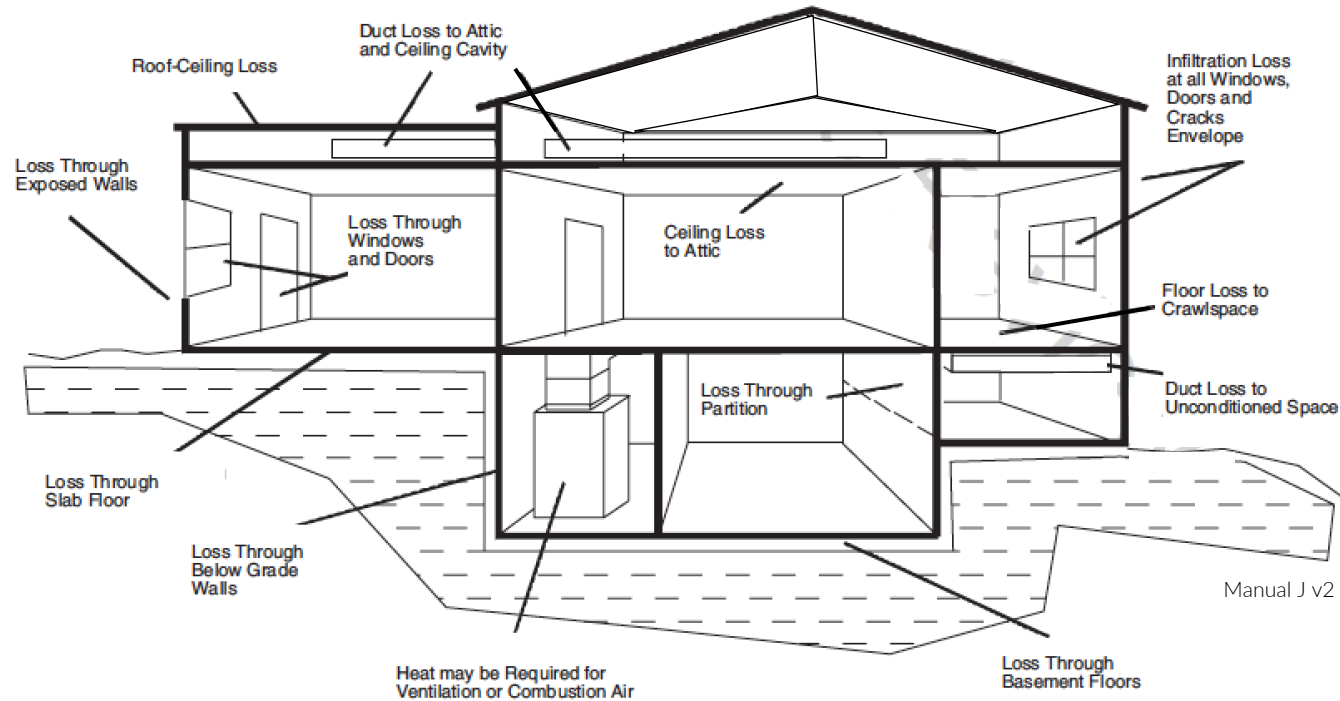 Duct Loss to Attic
and Ceiling Cavity
Roof-Ceiling Loss
Infiltration Loss
at all Windows,
Doors and
Cracks
Envelope
Loss Through
Exposed Walls
Loss Through
Windows
and Doors
Ceiling Loss
to Attic
Floor Loss to
Crawlspace
Loss Through
Partition
Duct Loss to
Unconditioned Space
Loss Through
Slab Floor
Loss Through
Below Grade
Walls
Manual J v2
Heat may be Required for
Ventilation or Combustion Air
Loss Through
Basement Floors